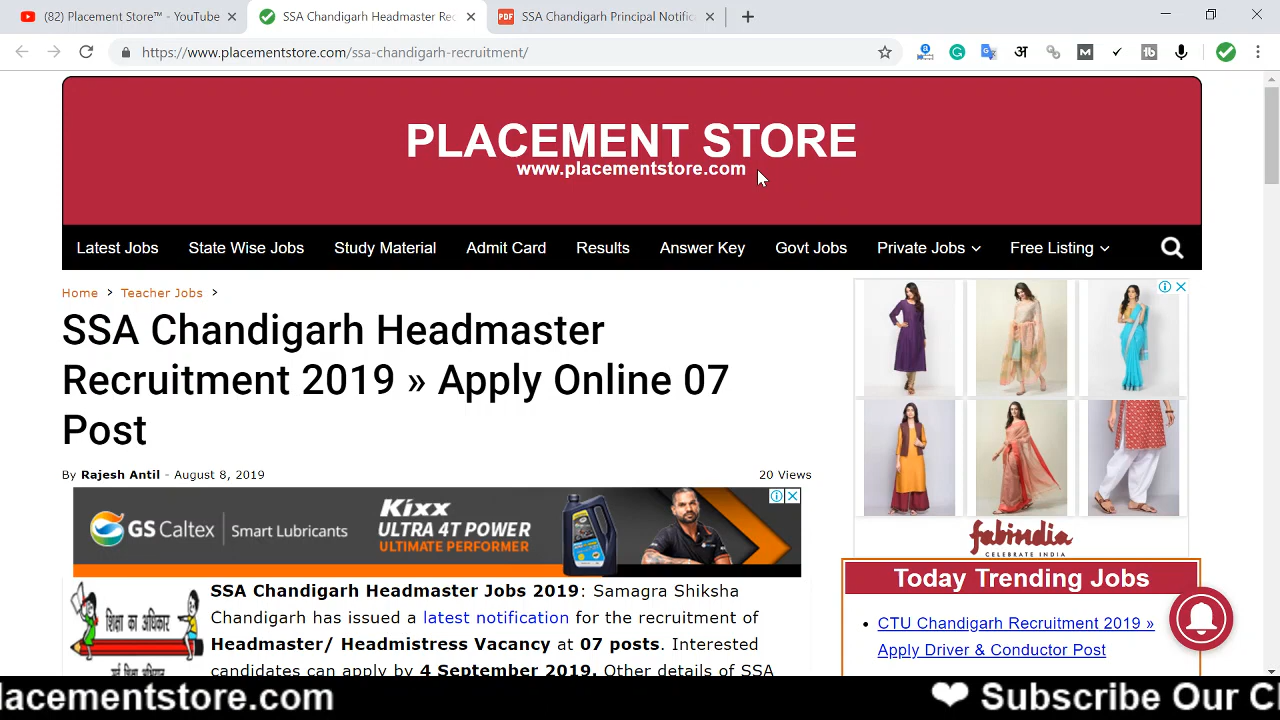 (82) Placement Store™ - YouTube
SSA Chandigarh Headmaster Rec
PDF
SSA Chandigarh Principal Notific
https://www.placementstore.com/ssa-chandigarh-recruitment/
अ
M
tb
PLACEMENT STORE
www.placementstore.com
Latest Jobs
State Wise Jobs
Study Material
Admit Card
Results
Answer Key
Govt Jobs
Private Jobs
Free Listing
Home > Teacher Jobs >
SSA Chandigarh Headmaster
Recruitment 2019 » Apply Online 07
Post
By Rajesh Antil - August 8, 2019
20 Views
GS Caltex | Smart Lubricants
Kixx
ULTRA 4T POWER
ULTIMATE PERFORMER
शिक्षा का अधिकार
SSA Chandigarh Headmaster Jobs 2019: Samagra Shiksha
Chandigarh has issued a latest notification for the recruitment of
Headmaster/ Headmistress Vacancy at 07 posts. Interested
candidates can apply by 4 September 2019. Other details of SSA
fabindia
CELEBRATE INDIA
Today Trending Jobs
CTU Chandigarh Recruitment 2019 »
Apply Driver & Conductor Post
lacementstore.com
❤ Subscribe Our C